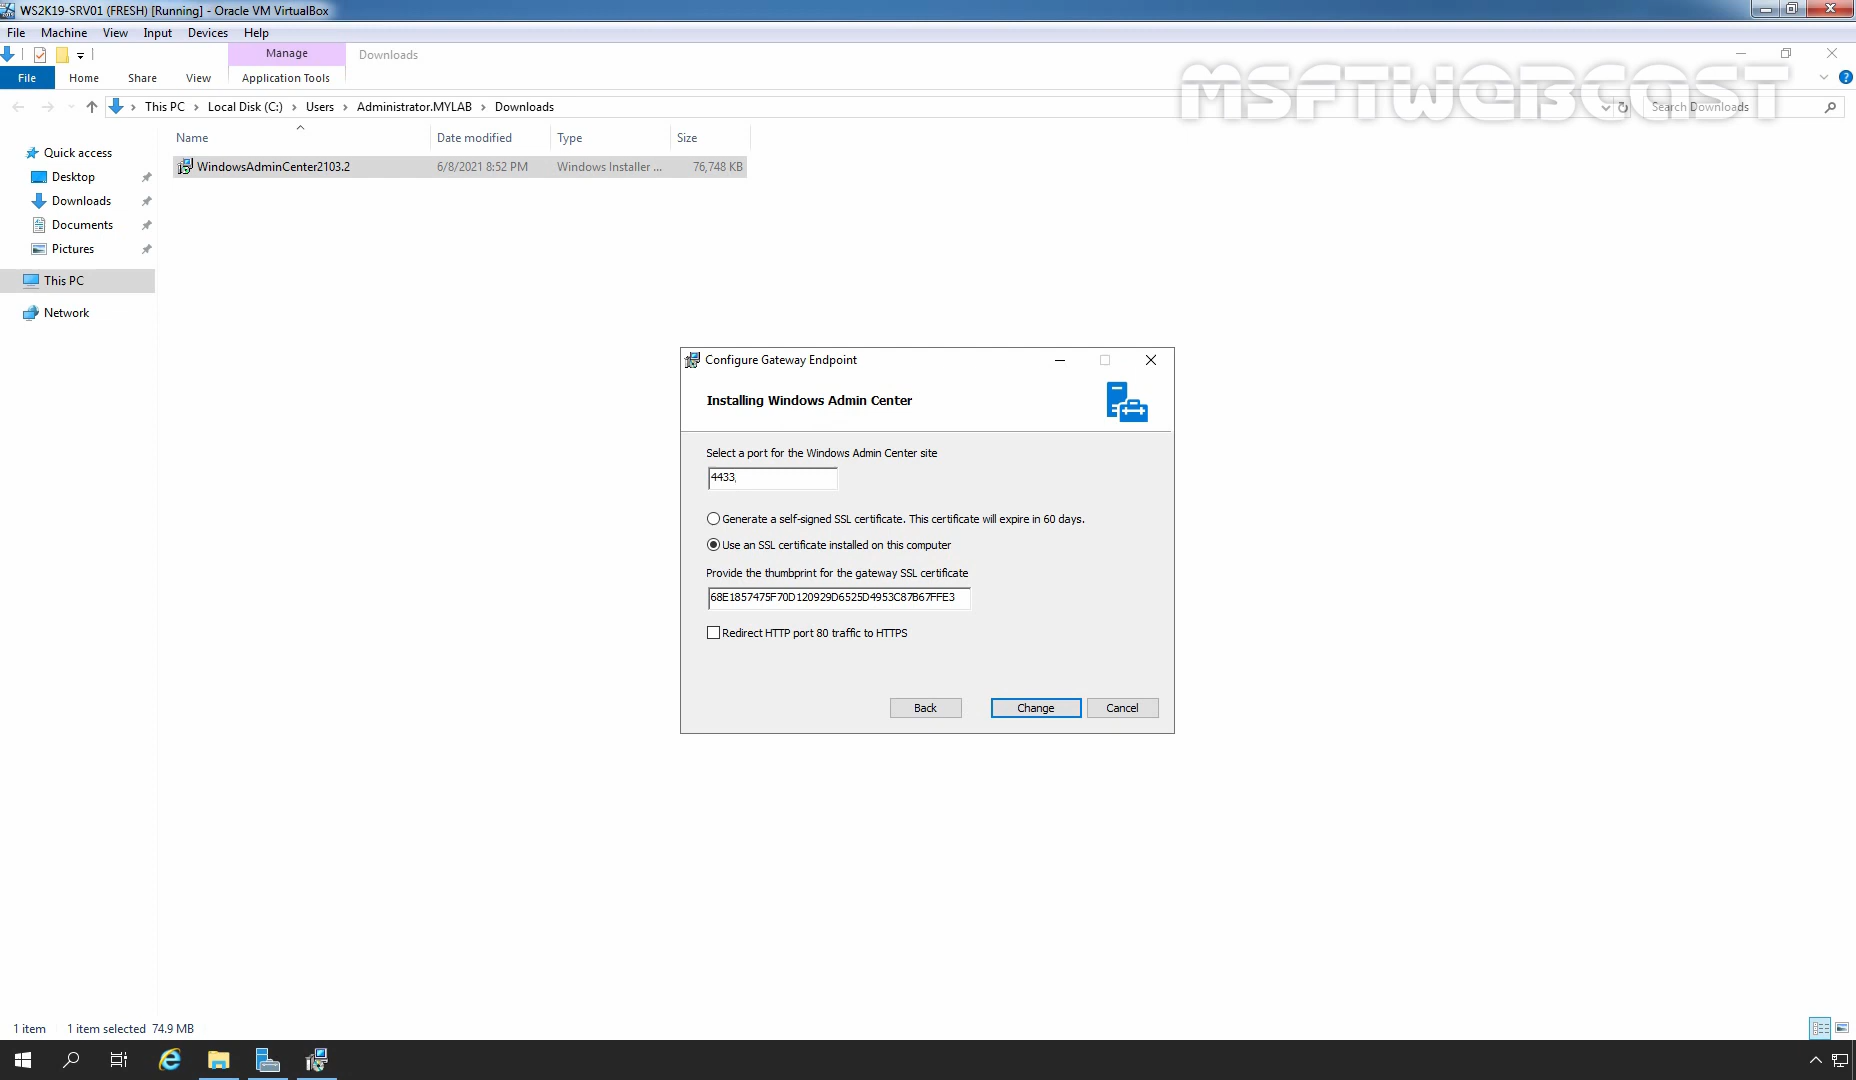 WS2K19-SRV01 (FRESH) [Running] - Oracle VM VirtualBox
File Machine View Input Devices Help
Manage Downloads
File Home Share View Application Tools
MSFTWEBCAST
This PC › Local Disk (C:) › Users › Administrator.MYLAB › Downloads
Search Downloads
Name Date modified Type Size
WindowsAdminCenter2103.2 6/8/2021 8:52 PM Windows Installer ... 76,748 KB
Quick access
Desktop
Downloads
Documents
Pictures
This PC
Network
Configure Gateway Endpoint
Installing Windows Admin Center
Select a port for the Windows Admin Center site
4433
Generate a self-signed SSL certificate. This certificate will expire in 60 days.
Use an SSL certificate installed on this computer
Provide the thumbprint for the gateway SSL certificate
68E1857475F70D120929D6525D4953C87B67FFE3
Redirect HTTP port 80 traffic to HTTPS
Back Change Cancel
1 item 1 item selected 74.9 MB